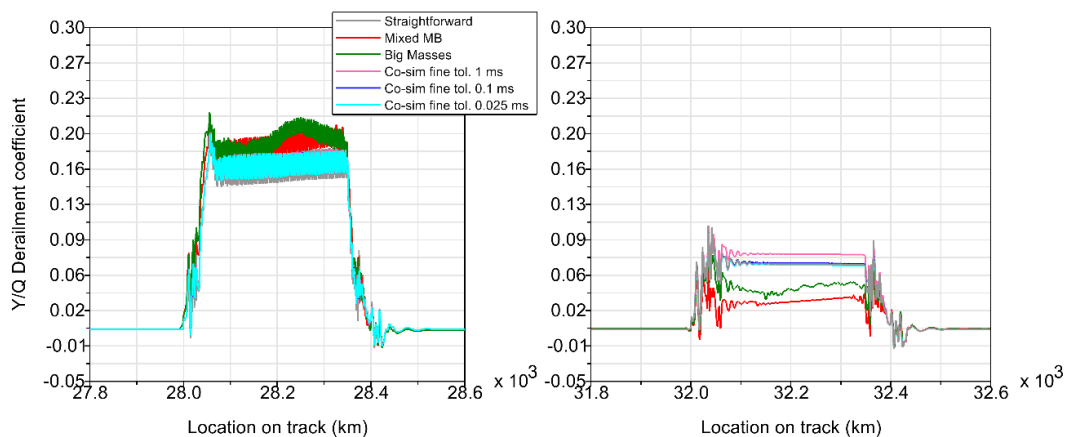 Straightforward
Mixed MB
Big Masses
Co-sim fine tol. 1 ms
Co-sim fine tol. 0.1 ms
Co-sim fine tol. 0.025 ms
Y/Q Derailment coefficient
0.30
0.27
0.23
0.20
0.16
0.13
0.09
0.06
0.02
-0.01
-0.05
27.8
28.0
28.2
28.4
28.6
x 10³
Location on track (km)
0.30
0.27
0.23
0.20
0.16
0.13
0.09
0.06
0.02
-0.01
-0.05
31.8
32.0
32.2
32.4
32.6
x 10³
Location on track (km)